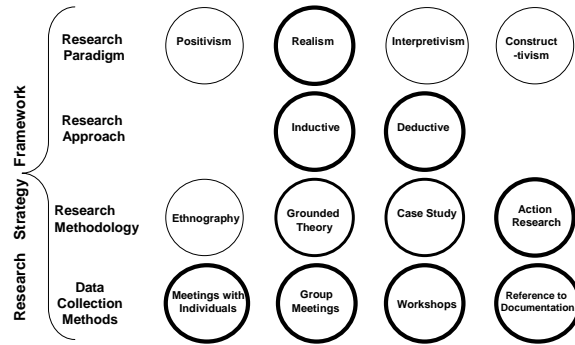 Research Strategy Framework
Research
Paradigm
Positivism
Realism
Interpretivism
Construct
-tivism
Research
Approach
Inductive
Deductive
Research
Methodology
Ethnography
Grounded
Theory
Case Study
Action
Research
Data
Collection
Methods
Meetings with
Individuals
Group
Meetings
Workshops
Reference to
Documentation